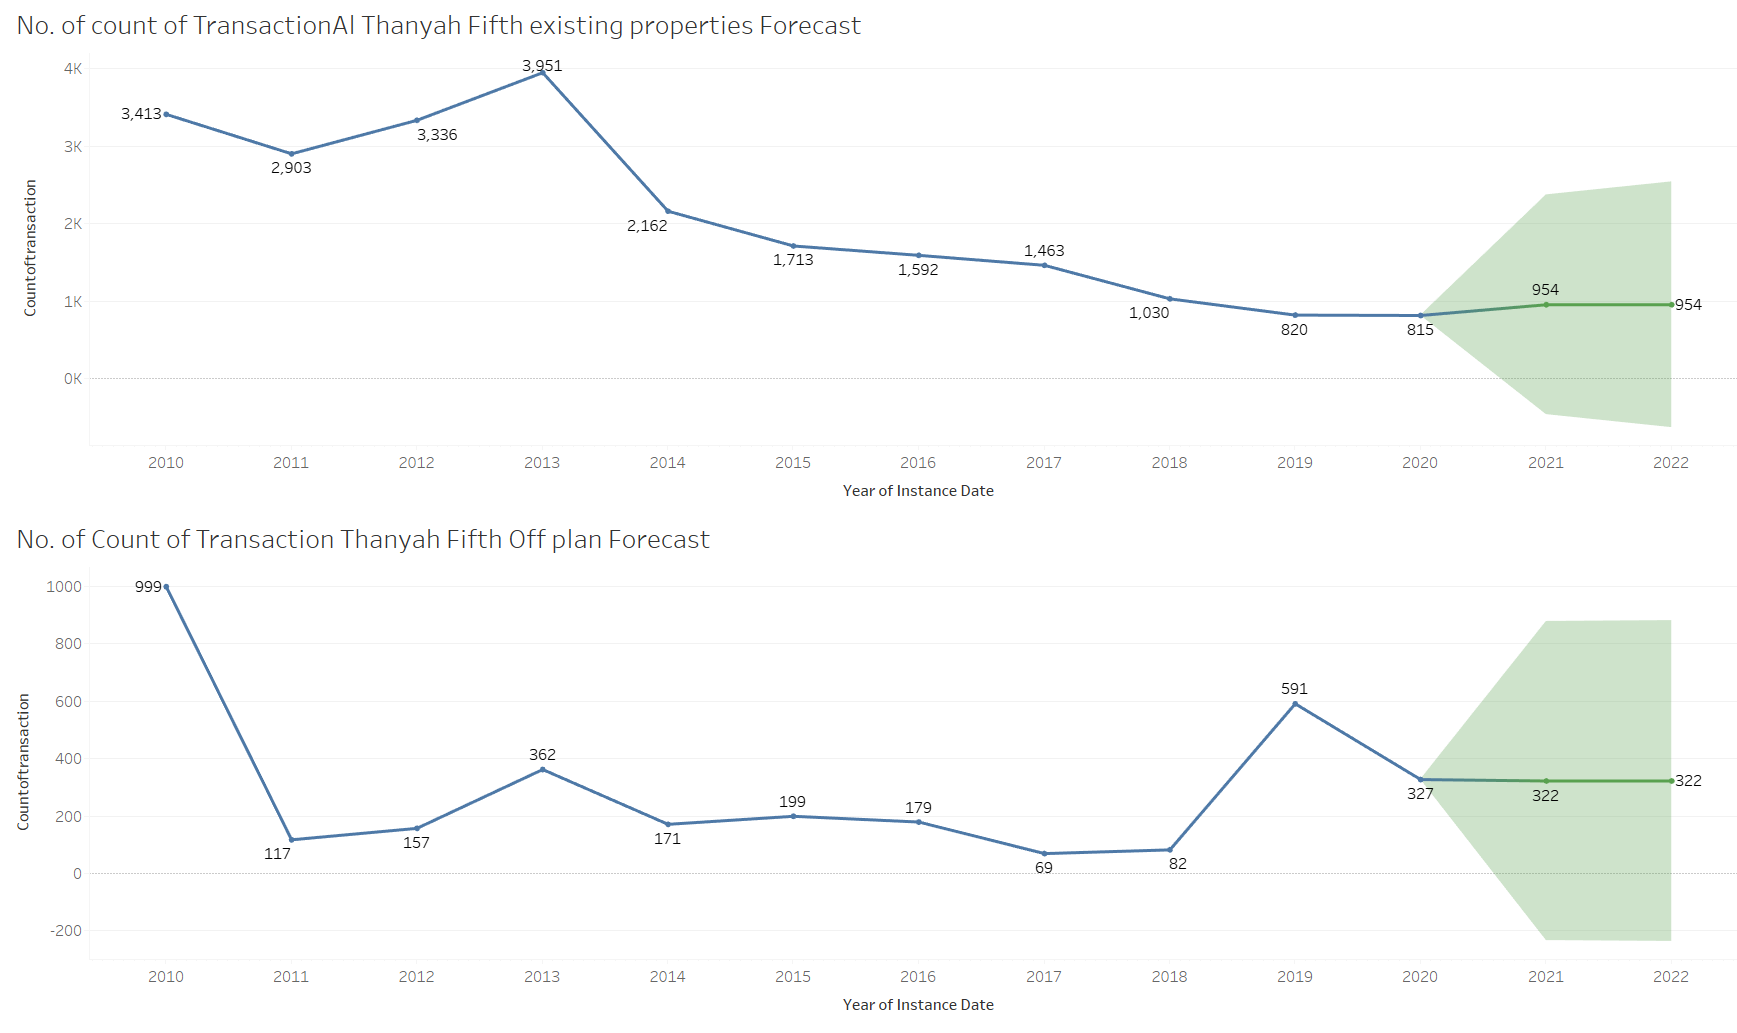 No. of count of TransactionAl Thanyah Fifth existing properties Forecast
4K
3K
2K
1K
0K
Countoftransaction
3,413
2,903
3,336
3,951
2,162
1,713
1,592
1,463
1,030
820
815
954
954
2010 2011 2012 2013 2014 2015 2016 2017 2018 2019 2020 2021 2022
Year of Instance Date
No. of Count of Transaction Thanyah Fifth Off plan Forecast
1000
800
600
400
200
0
-200
Countoftransaction
999
117
157
362
171
199
179
69
82
591
327
322
322
2010 2011 2012 2013 2014 2015 2016 2017 2018 2019 2020 2021 2022
Year of Instance Date